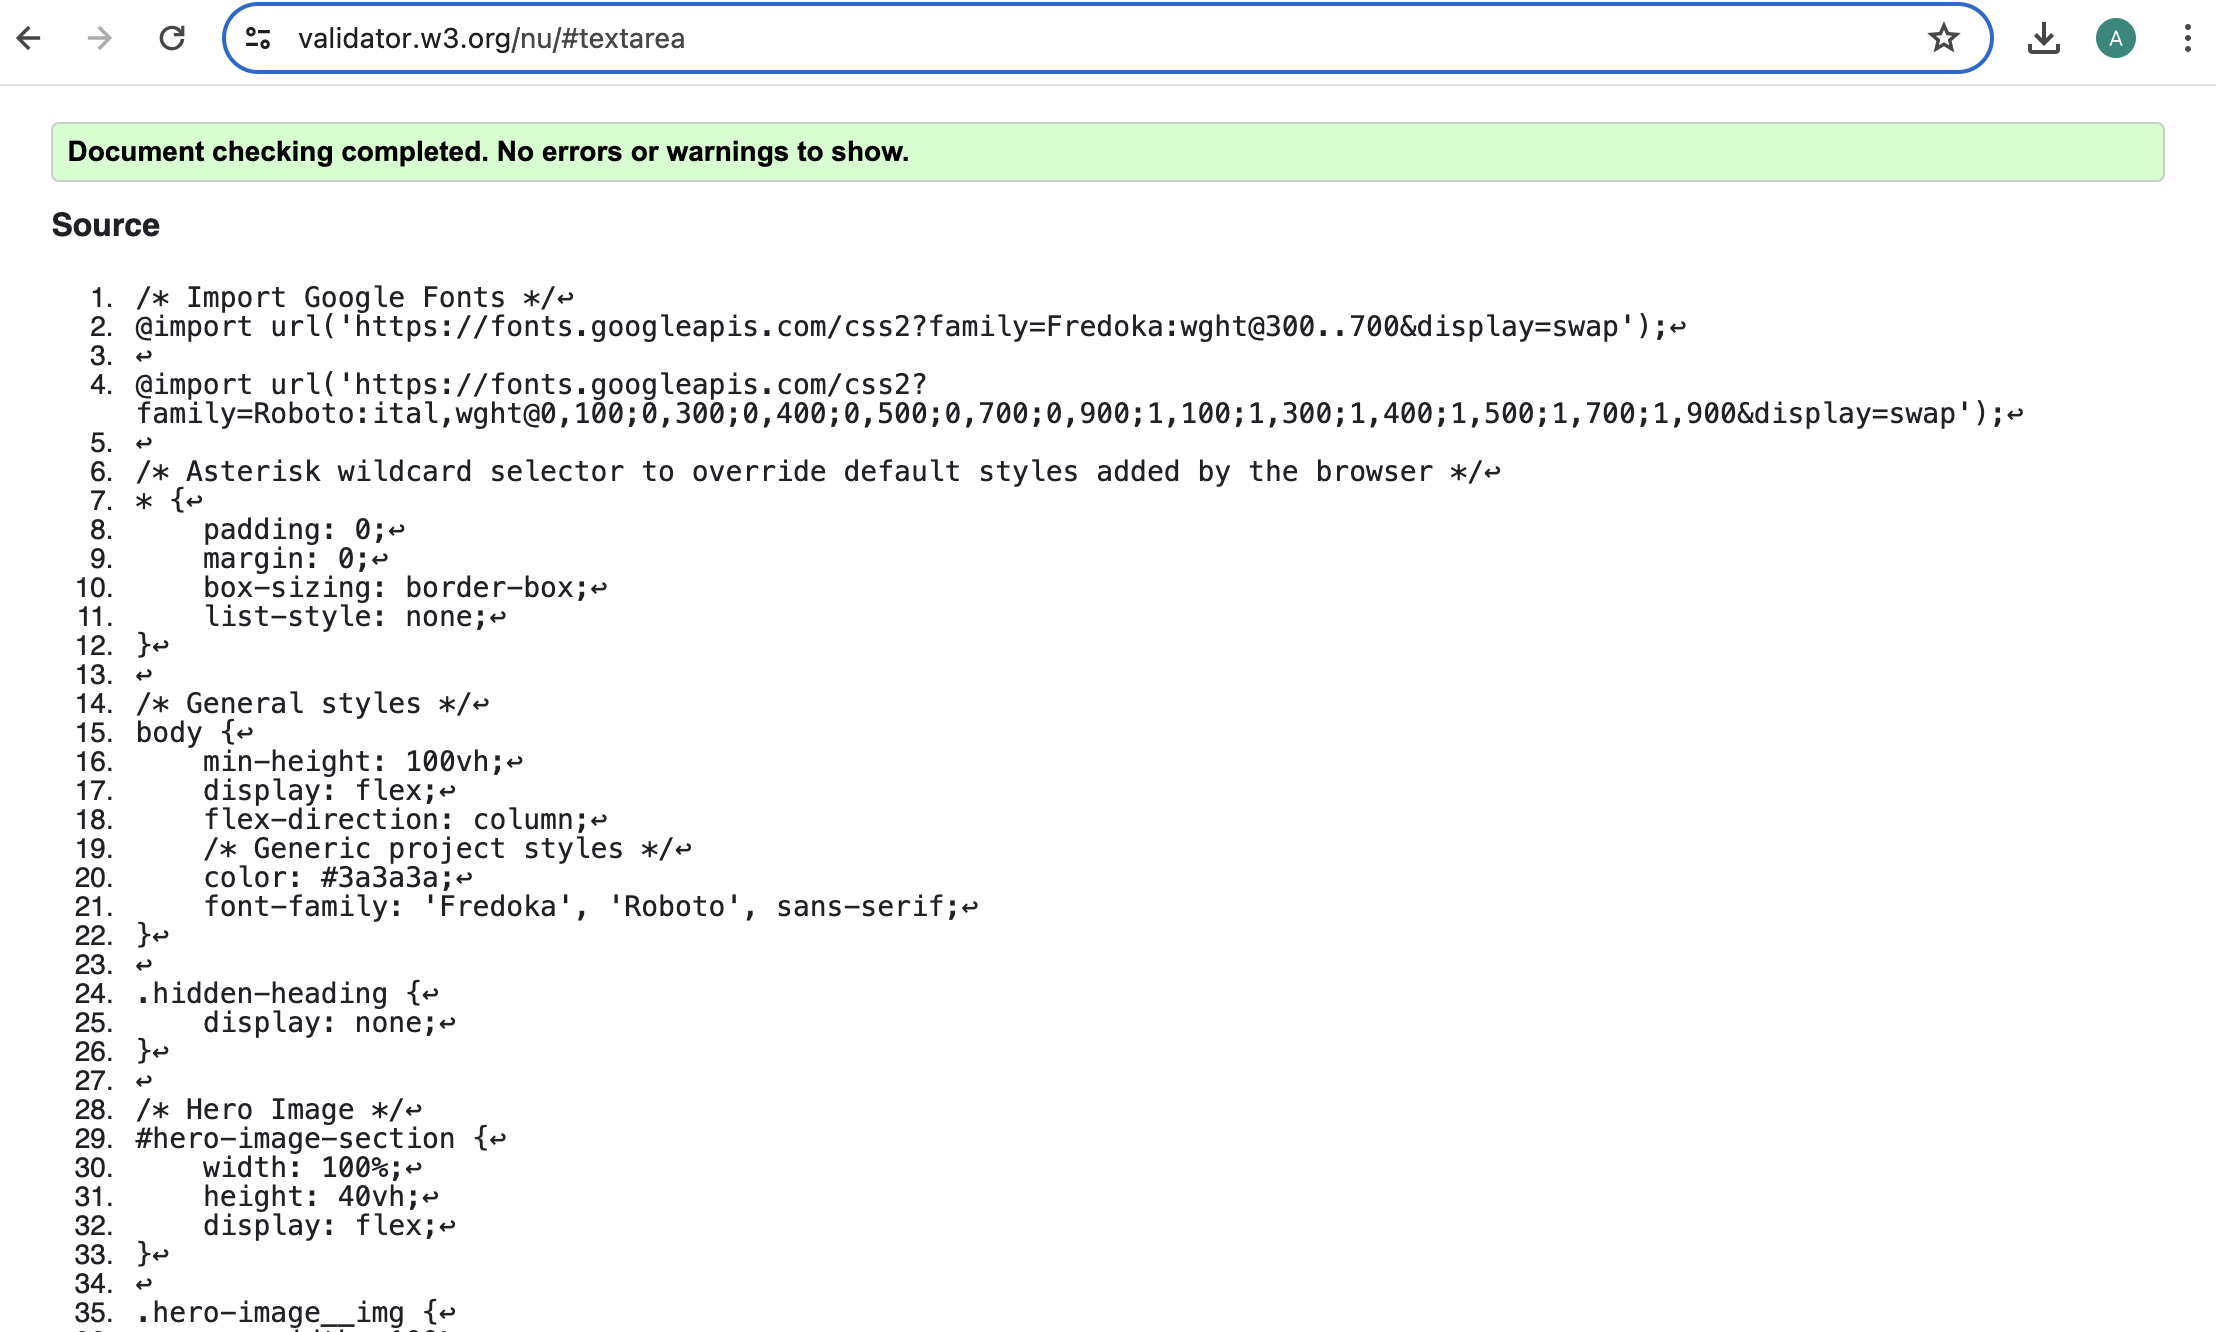 validator.w3.org/nu/#textarea
A
Document checking completed. No errors or warnings to show.
Source
1. /* Import Google Fonts */↩
2. @import url('https://fonts.googleapis.com/css2?family=Fredoka:wght@300..700&display=swap');↩
3. ↩
4. @import url('https://fonts.googleapis.com/css2?
family=Roboto:ital,wght@0,100;0,300;0,400;0,500;0,700;0,900;1,100;1,300;1,400;1,500;1,700;1,900&display=swap');↩
5. ↩
6. /* Asterisk wildcard selector to override default styles added by the browser */↩
7. * {↩
8. padding: 0;↩
9. margin: 0;↩
10. box-sizing: border-box;↩
11. list-style: none;↩
12. }↩
13. ↩
14. /* General styles */↩
15. body {↩
16. min-height: 100vh;↩
17. display: flex;↩
18. flex-direction: column;↩
19. /* Generic project styles */↩
20. color: #3a3a3a;↩
21. font-family: 'Fredoka', 'Roboto', sans-serif;↩
22. }↩
23. ↩
24. .hidden-heading {↩
25. display: none;↩
26. }↩
27. ↩
28. /* Hero Image */↩
29. #hero-image-section {↩
30. width: 100%;↩
31. height: 40vh;↩
32. display: flex;↩
33. }↩
34. ↩
35. .hero-image__img {↩